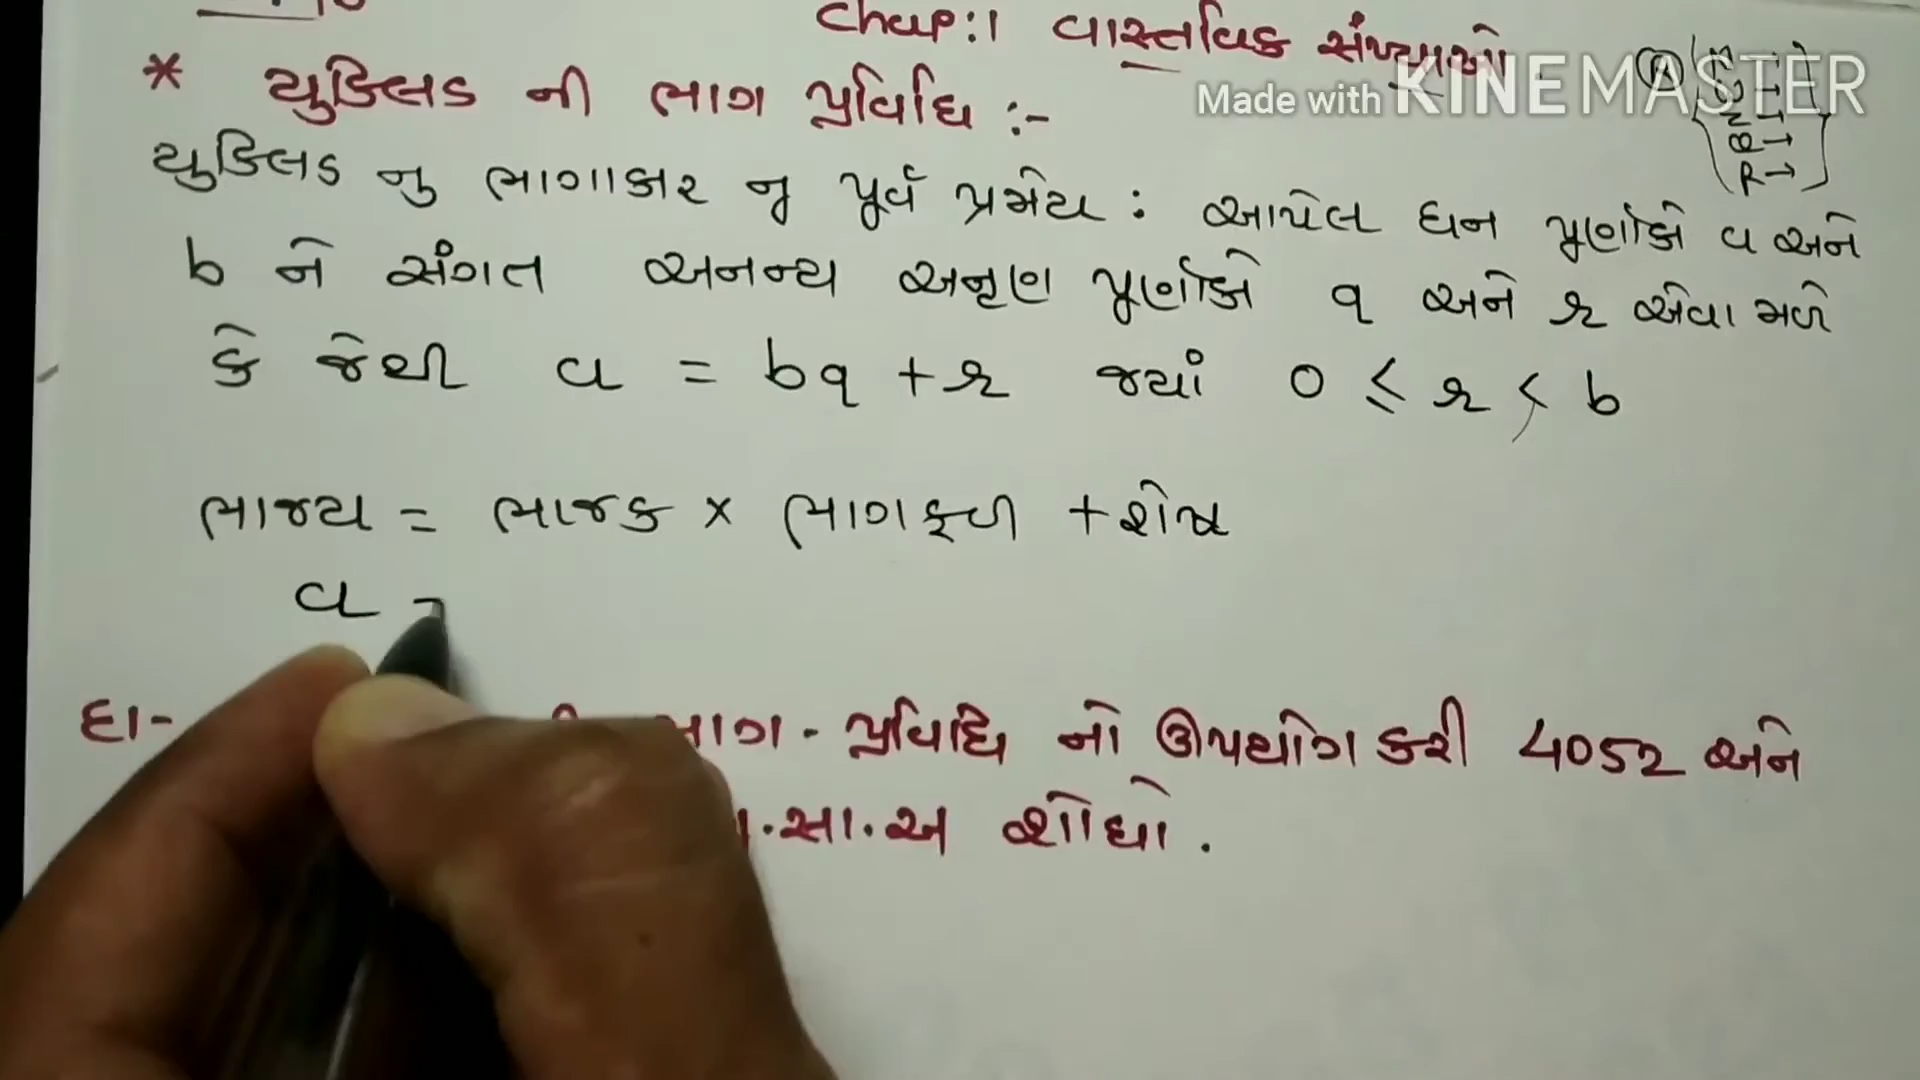 Chap:1 વાસ્તવિક સંખ્યાઓ
Made with KINEMASTER
* યુક્લિડ ની ભાગ પ્રવિધિ :-
યુક્લિડ નુ ભાગાકાર નુ પૂર્વ પ્રમેય : આપેલ ધન પૂર્ણાંકો a અને
b ને સંગત અનન્ય અનૃણ પૂર્ણાંકો q અને r એવા મળે
કે જેથી a = bq + r જ્યાં 0 ≤ r < b
ભાજ્ય = ભાજક × ભાગફળ + શેષ
a =
દા- ભાગ - પ્રવિધિ નો ઉપયોગ કરી 4052 અને
.સા.અ શોધો .